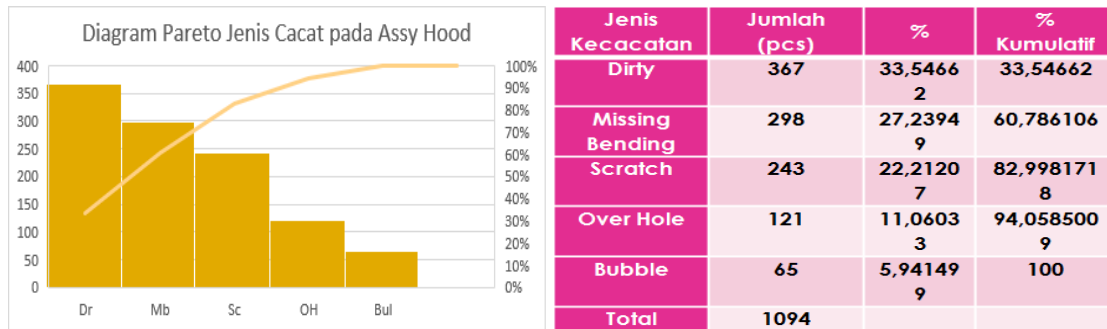 Diagram Pareto Jenis Cacat pada Assy Hood
400
350
300
250
200
150
100
50
0
100%
90%
80%
70%
60%
50%
40%
30%
20%
10%
0%
Dr Mb Sc OH Bul
Jenis Kecacatan Jumlah (pcs) % % Kumulatif
Dirty 367 33,5466 33,54662
2
Missing 298 27,2394 60,786106
Bending 9
Scratch 243 22,2120 82,998171
7 8
Over Hole 121 11,0603 94,058500
3 9
Bubble 65 5,94149 100
9
Total 1094